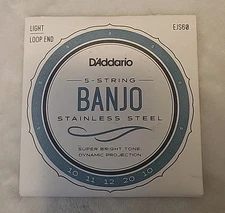 LIGHT
EJS60
LOOP END
D'Addario
5-STRING
BANJO
STAINLESS STEEL
SUPER BRIGHT TONE,
DYNAMIC PROJECTION
10 11 12 20 10